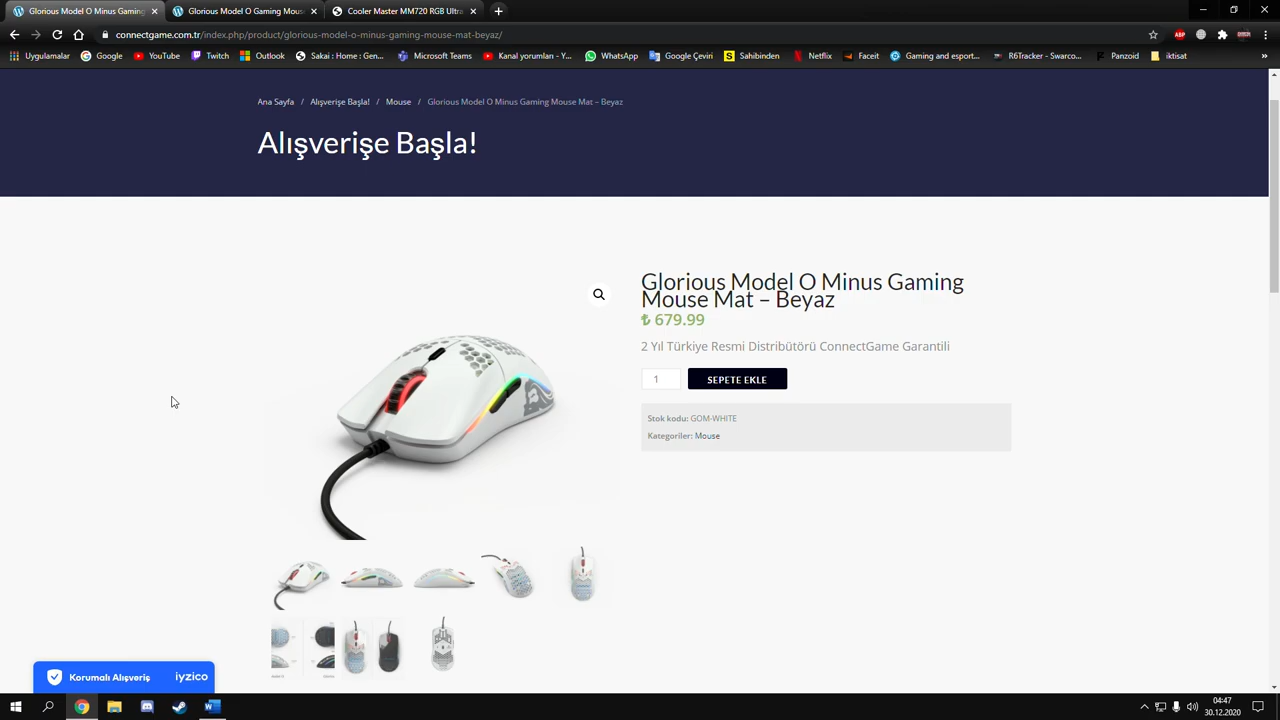 Glorious Model O Minus Gaming
Glorious Model O Gaming Mouse
Cooler Master MM720 RGB Ultra
connectgame.com.tr/index.php/product/glorious-model-o-minus-gaming-mouse-mat-beyaz/
ABP
Uygulamalar Google YouTube Twitch Outlook Sakai : Home : Gen... Microsoft Teams Kanal yorumları - Y... WhatsApp Google Çeviri Sahibinden Netflix Faceit Gaming and esport... R6Tracker - Swarco... Panzoid iktisat »
Ana Sayfa / Alışverişe Başla! / Mouse / Glorious Model O Minus Gaming Mouse Mat – Beyaz
Alışverişe Başla!
Glorious Model O Minus Gaming
Mouse Mat – Beyaz
₺ 679.99
2 Yıl Türkiye Resmi Distribütörü ConnectGame Garantili
1 SEPETE EKLE
Stok kodu: GOM-WHITE
Kategoriler: Mouse
Korumalı Alışveriş iyzico
04:47
30.12.2020